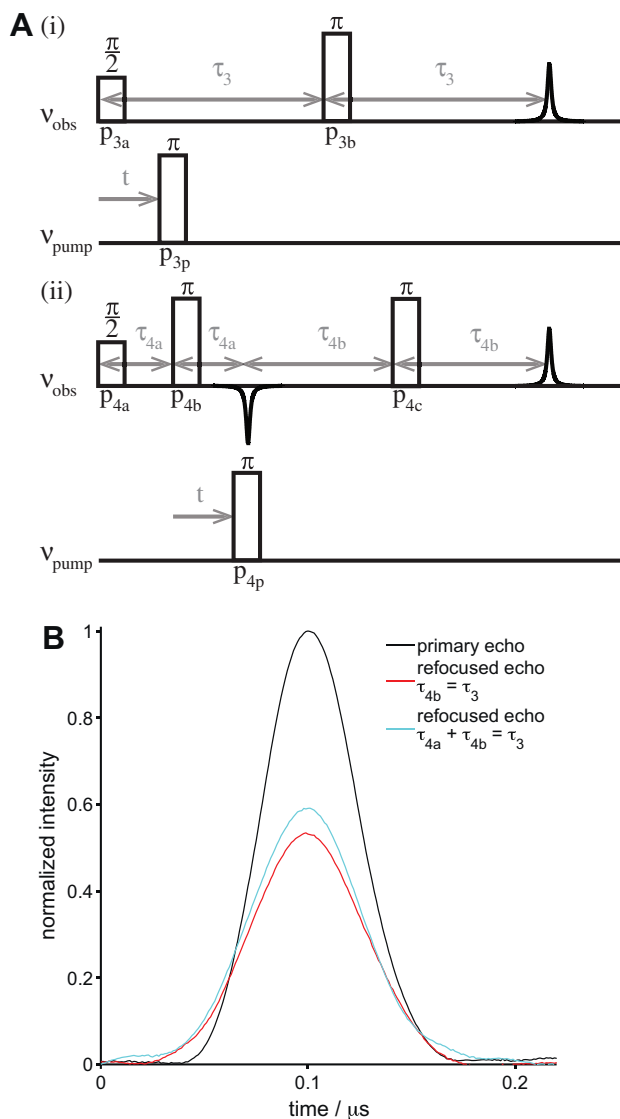 A (i)
π/2 π
τ3 τ3
νobs
p3a p3b
π
t
νpump
p3p
(ii)
π/2 π π
τ4a τ4a τ4b τ4b
νobs
p4a p4b p4c
π
t
νpump
p4p
B
1
0.8
0.6
0.4
0.2
0
normalized intensity
primary echo
refocused echo
τ4b = τ3
refocused echo
τ4a + τ4b = τ3
0 0.1 0.2
time / μs